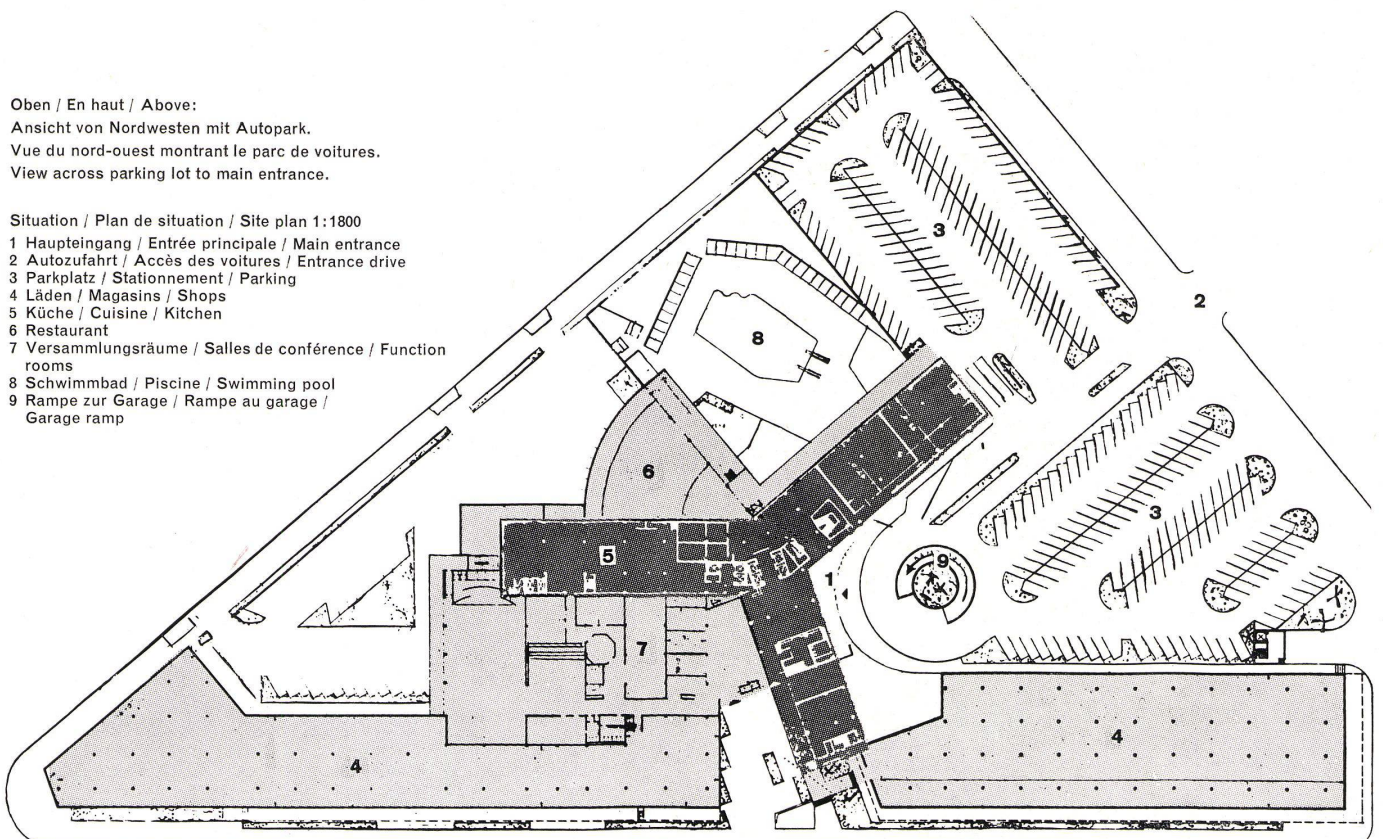 Oben / En haut / Above:
Ansicht von Nordwesten mit Autopark.
Vue du nord-ouest montrant le parc de voitures.
View across parking lot to main entrance.
Situation / Plan de situation / Site plan 1:1800
1 Haupteingang / Entrée principale / Main entrance
2 Autozufahrt / Accès des voitures / Entrance drive
3 Parkplatz / Stationnement / Parking
4 Läden / Magasins / Shops
5 Küche / Cuisine / Kitchen
6 Restaurant
7 Versammlungsräume / Salles de conférence / Function
rooms
8 Schwimmbad / Piscine / Swimming pool
9 Rampe zur Garage / Rampe au garage /
Garage ramp
3
2
8
6
3
5
9
1
7
4
4